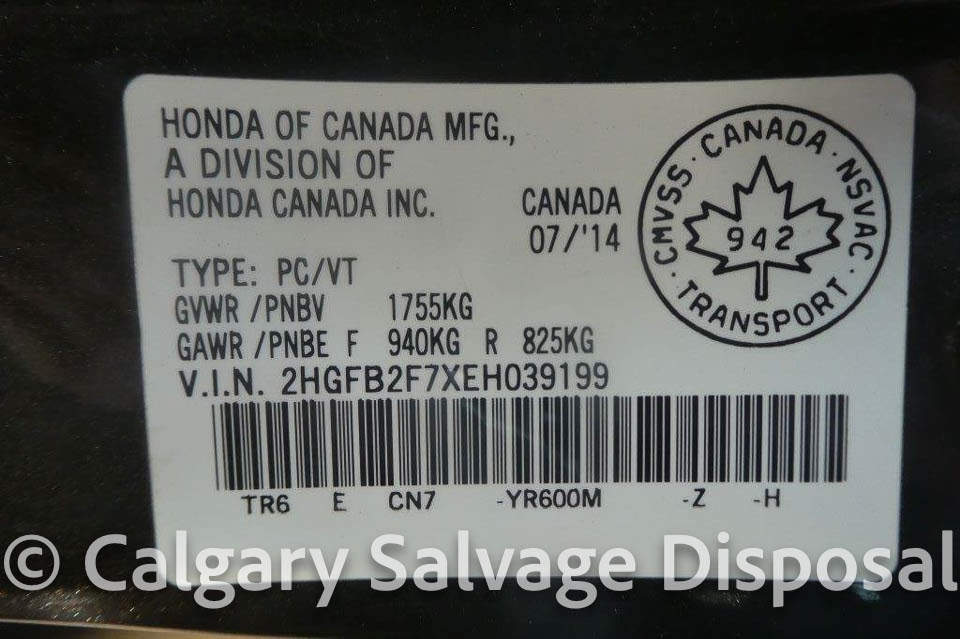 HONDA OF CANADA MFG.,
A DIVISION OF
HONDA CANADA INC.
CANADA
07/'14
TYPE: PC/VT
GVWR /PNBV 1755KG
GAWR /PNBE F 940KG R 825KG
V.I.N. 2HGFB2F7XEH039199
TR6 E CN7 -YR600M -Z -H
CMVSS · CANADA · NSVAC · TRANSPORT ·
942
© Calgary Salvage Disposal